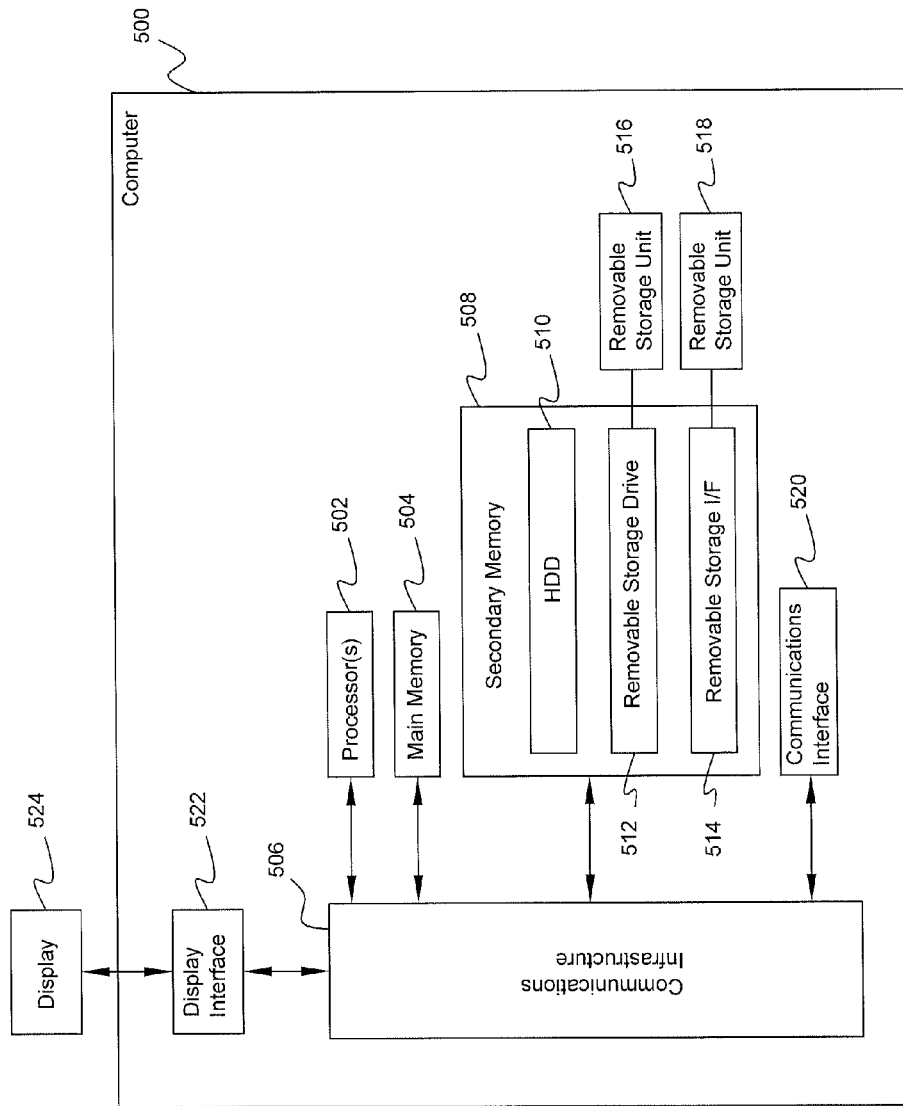 500
Computer
524
Display
522
Display
Interface
506
Communications
Infrastructure
502
Processor(s)
504
Main Memory
508
Secondary Memory
510
HDD
512
Removable Storage Drive
516
Removable
Storage Unit
514
Removable Storage I/F
518
Removable
Storage Unit
520
Communications
Interface